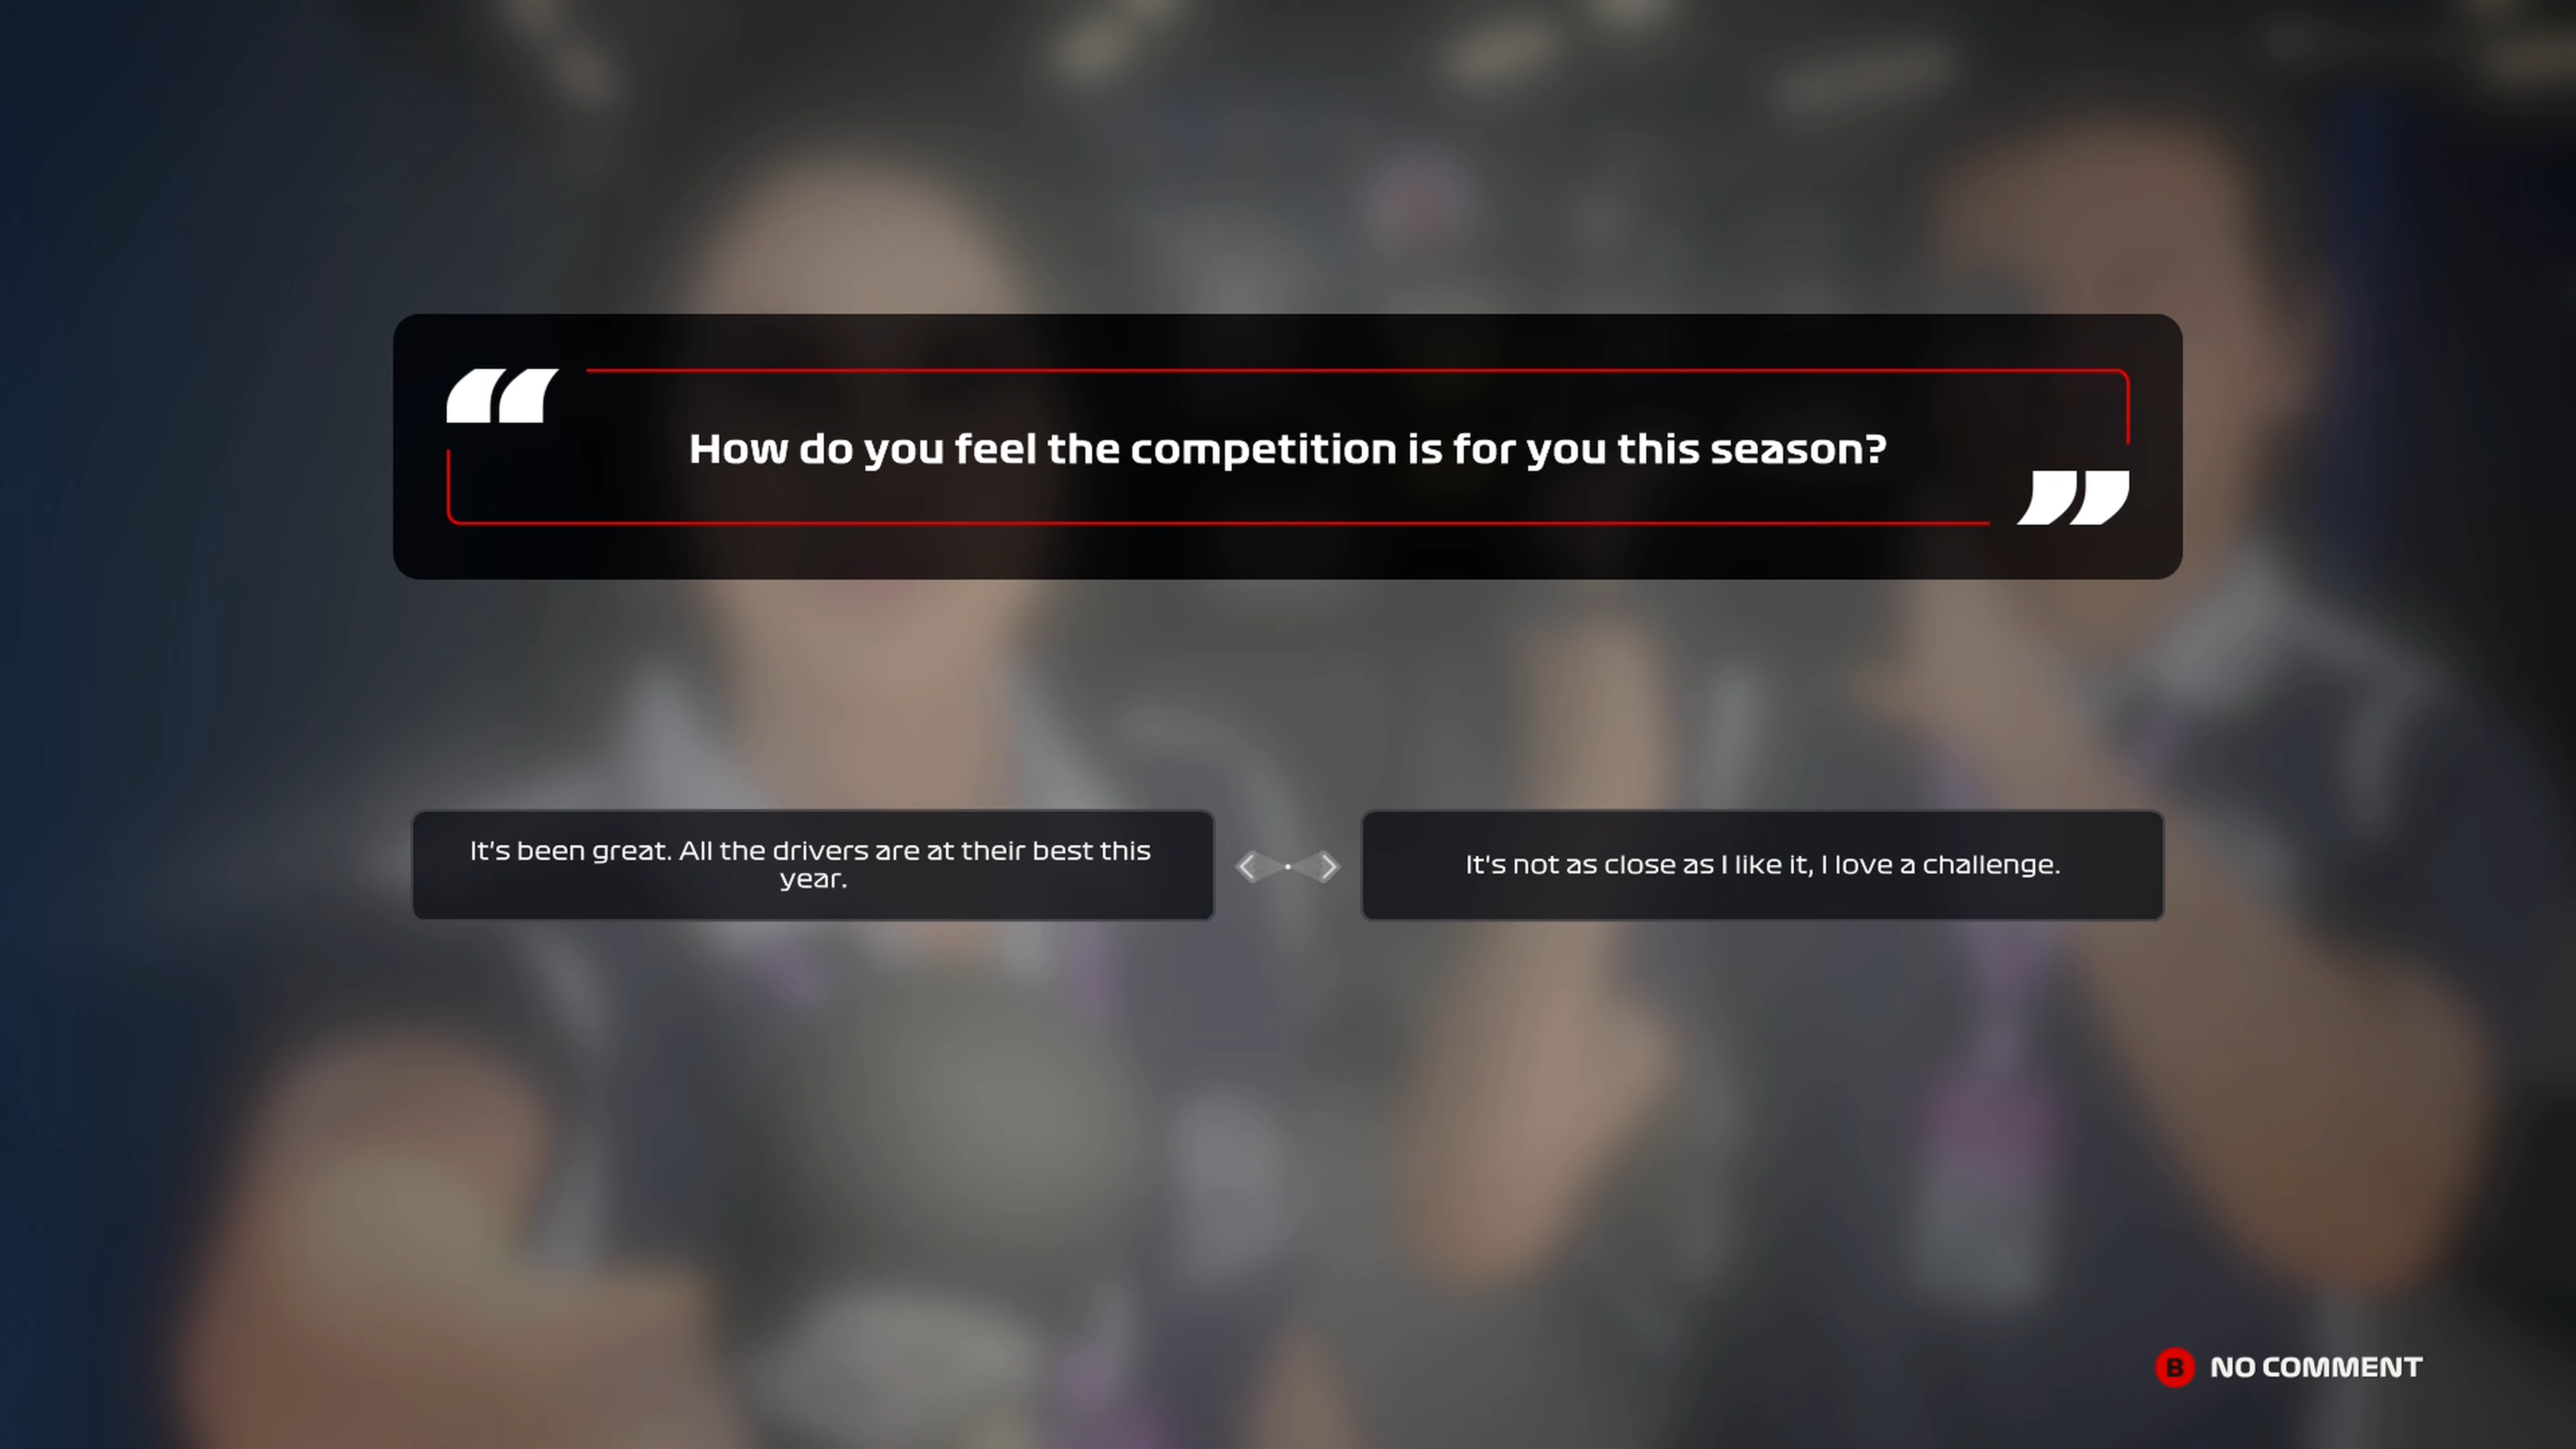 “
How do you feel the competition is for you this season?
”
It's been great. All the drivers are at their best this
year.
It's not as close as I like it, I love a challenge.
B NO COMMENT